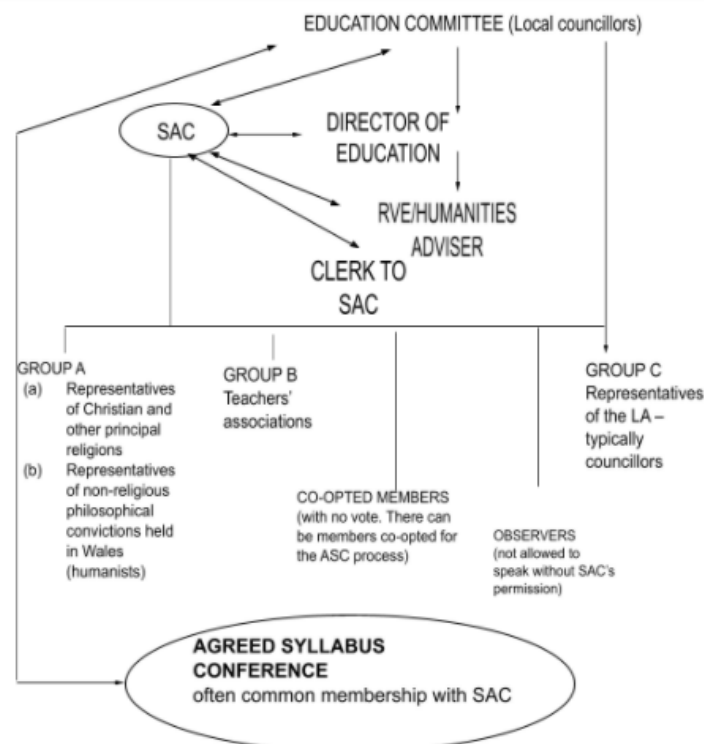 EDUCATION COMMITTEE (Local councillors)
SAC
DIRECTOR OF
EDUCATION
RVE/HUMANITIES
ADVISER
CLERK TO
SAC
GROUP A
(a) Representatives
of Christian and
other principal
religions
(b) Representatives
of non-religious
philosophical
convictions held
in Wales
(humanists)
GROUP B
Teachers'
associations
CO-OPTED MEMBERS
(with no vote. There can
be members co-opted for
the ASC process)
OBSERVERS
(not allowed to
speak without SAC's
permission)
GROUP C
Representatives
of the LA –
typically
councillors
AGREED SYLLABUS
CONFERENCE
often common membership with SAC